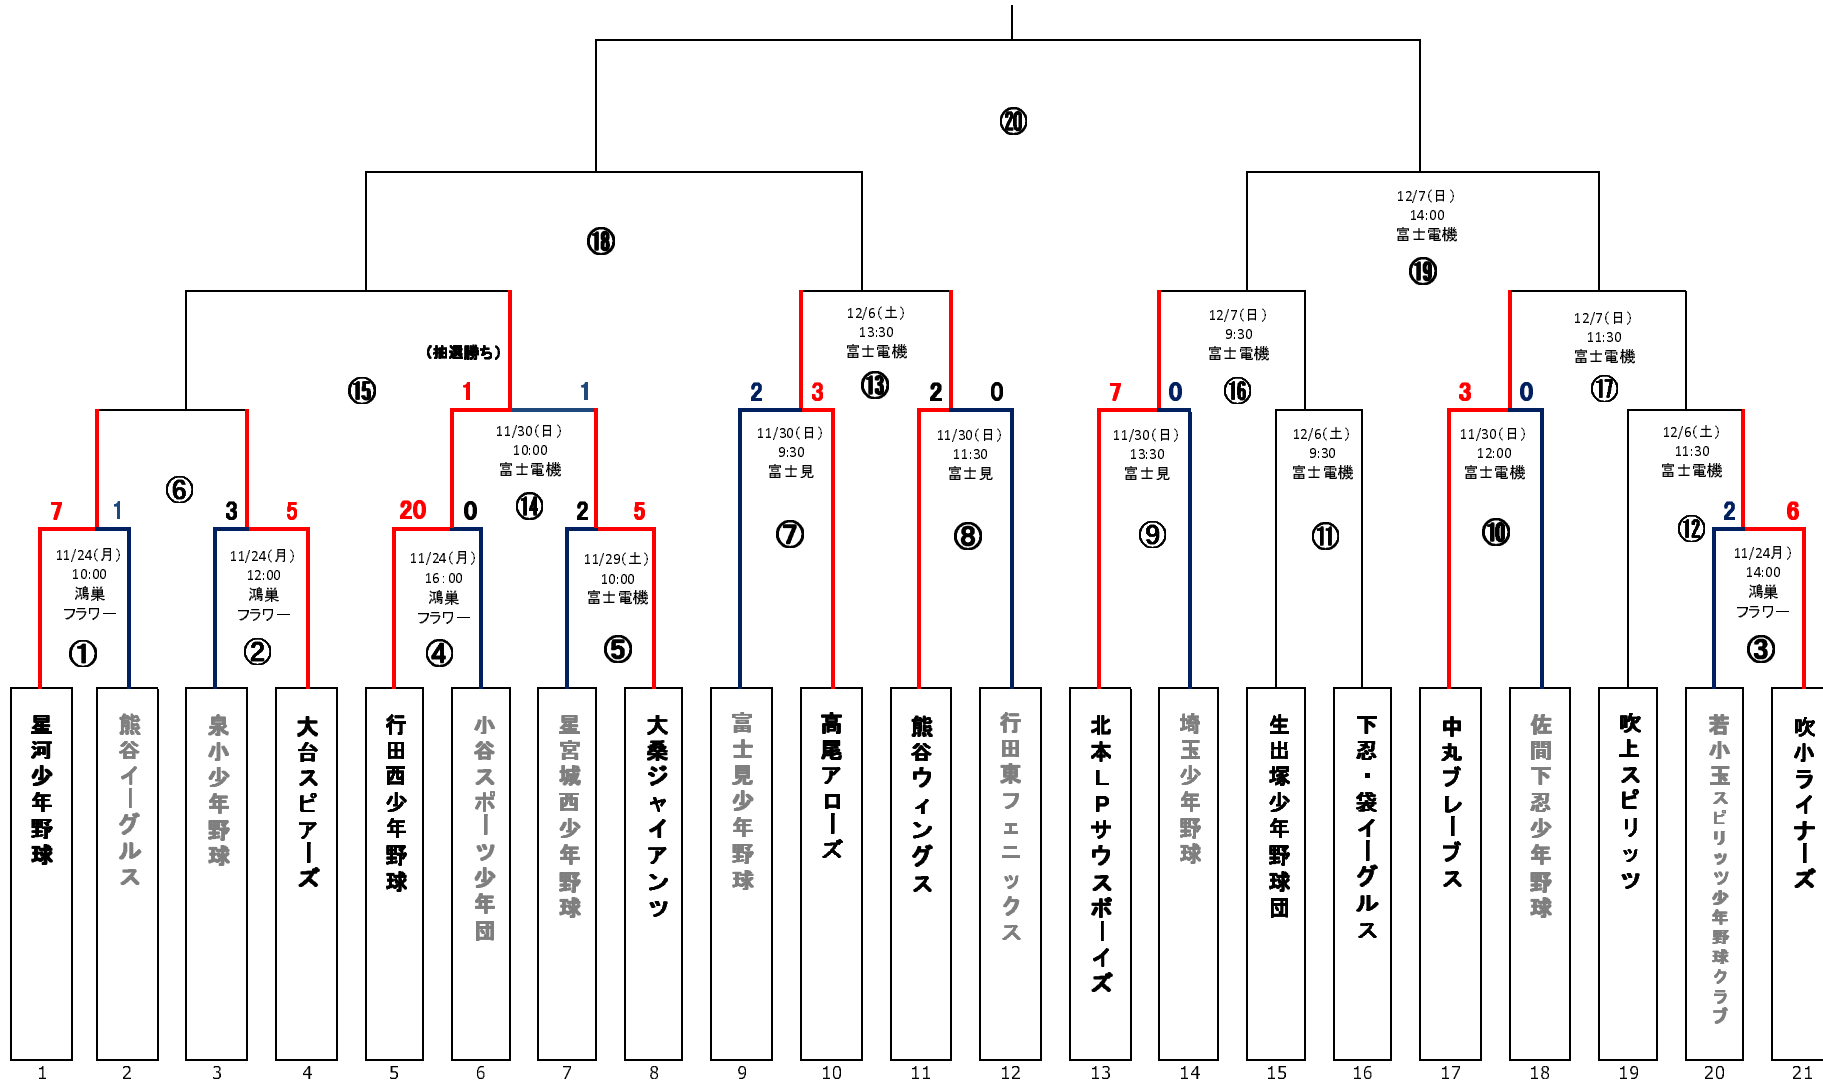 ⑳
12/7(日)
14:00
富士電機
⑲
⑱
12/6(土)
13:30
富士電機
⑬
12/7(日)
9:30
富士電機
⑯
12/7(日)
11:30
富士電機
⑰
(抽選勝ち)
⑮
1 1
2 3
2 0
7 0
3 0
11/30(日)
10:00
富士電機
⑭
11/30(日)
9:30
富士見
⑦
11/30(日)
11:30
富士見
⑧
11/30(日)
13:30
富士見
⑨
12/6(土)
9:30
富士電機
⑪
11/30(日)
12:00
富士電機
⑩
12/6(土)
11:30
富士電機
⑫
⑥
7 1
3 5
20 0
2 5
2 6
11/24(月)
10:00
鴻巣
フラワー
①
11/24(月)
12:00
鴻巣
フラワー
②
11/24(月)
16:00
鴻巣
フラワー
④
11/29(土)
10:00
富士電機
⑤
11/24月)
14:00
鴻巣
フラワー
③
星河少年野球
熊谷イーグルス
泉小少年野球
大台スピアーズ
行田西少年野球
小谷スポーツ少年団
星宮城西少年野球
大桑ジャイアンツ
富士見少年野球
高尾アローズ
熊谷ウィングス
行田東フェニックス
北本LPサウスボーイズ
埼玉少年野球
生出塚少年野球団
下忍・袋イーグルス
中丸ブレーブス
佐間下忍少年野球
吹上スピリッツ
若小玉スピリッツ少年野球クラブ
吹小ライナーズ
1 2 3 4 5 6 7 8 9 10 11 12 13 14 15 16 17 18 19 20 21